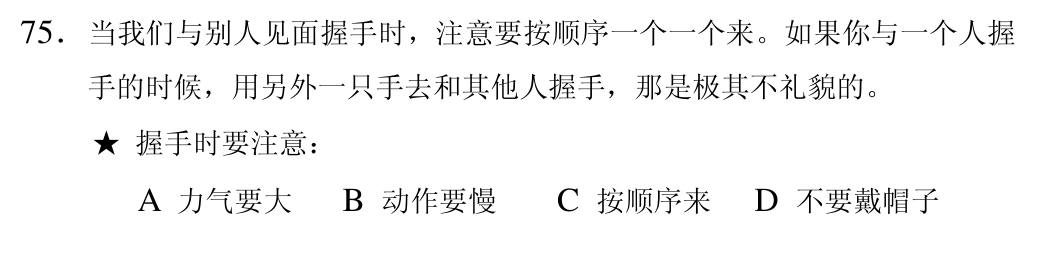 75. 当我们与别人见面握手时，注意要按顺序一个一个来。如果你与一个人握
手的时候，用另外一只手去和其他人握手，那是极其不礼貌的。
★ 握手时要注意：
A 力气要大 B 动作要慢 C 按顺序来 D 不要戴帽子